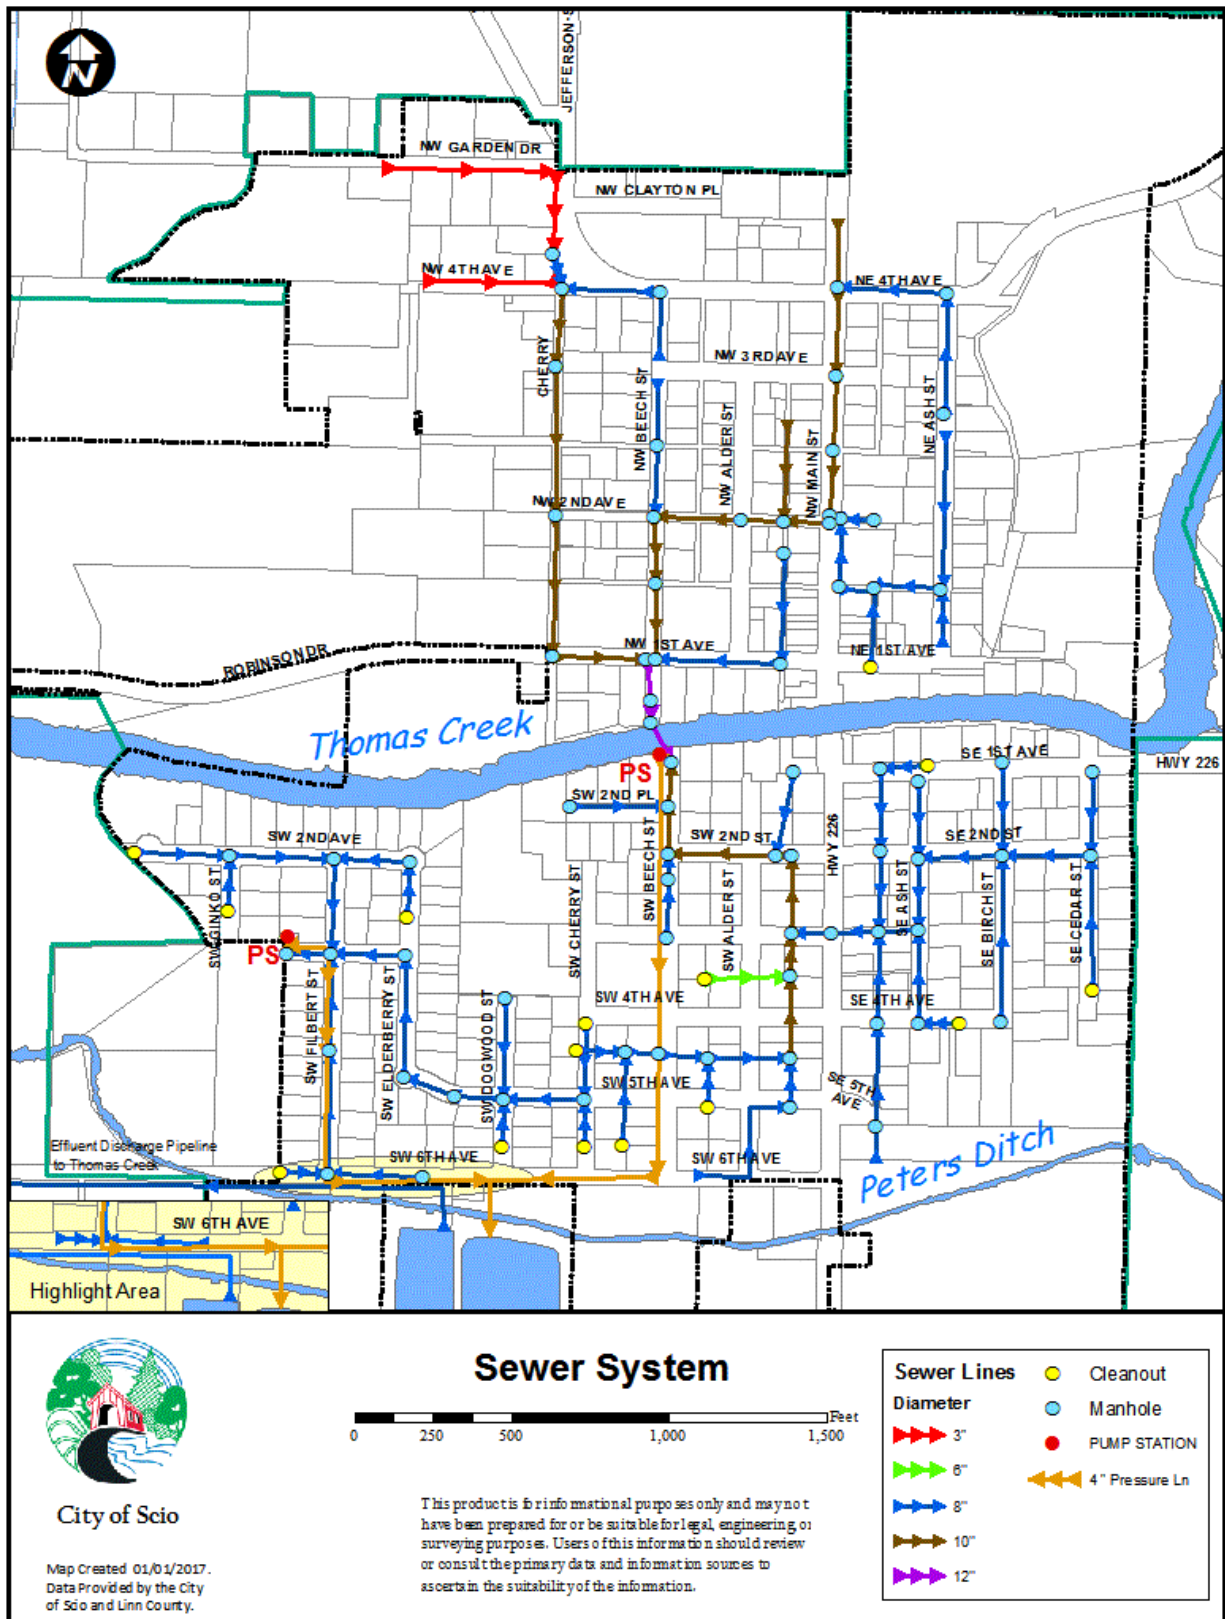 N
JEFFERSON-S
NW GARDEN DR
NW CLAYTON PL
NW 4TH AVE
NE 4TH AVE
CHERRY
NW 3RD AVE
NW BEECH ST
NW ALDER ST
NW MAIN ST
NE ASH ST
NW 2ND AVE
NW 1ST AVE
NE 1ST AVE
ROBINSON DR
Thomas Creek
PS
SE 1ST AVE
HWY 226
SW 2ND PL
SW 2ND AVE
SW BEECH ST
SW 2ND ST
HWY 226
SE 2ND ST
SW GINKO ST
SW CHERRY ST
SW ALDER ST
SE ASH ST
SE BIRCH ST
SE CEDAR ST
PS
SW FILBERT ST
SW ELDERBERRY ST
SW DOGWOOD ST
SW 4TH AVE
SE 4TH AVE
SW 5TH AVE
SE 5TH
AVE
Effluent Discharge Pipeline
to Thomas Creek
SW 6TH AVE
SW 6TH AVE
Peters Ditch
SW 6TH AVE
Highlight Area
City of Scio
Map Created 01/01/2017.
Data Provided by the City
of Scio and Linn County.
Sewer System
Feet
0 250 500 1,000 1,500
This product is for informational purposes only and may not
have been prepared for or be suitable for legal, engineering, or
surveying purposes. Users of this information should review
or consult the primary data and information sources to
ascertain the suitability of the information.
Sewer Lines
Diameter
3"
6"
8"
10"
12"
Cleanout
Manhole
PUMP STATION
4" Pressure Ln